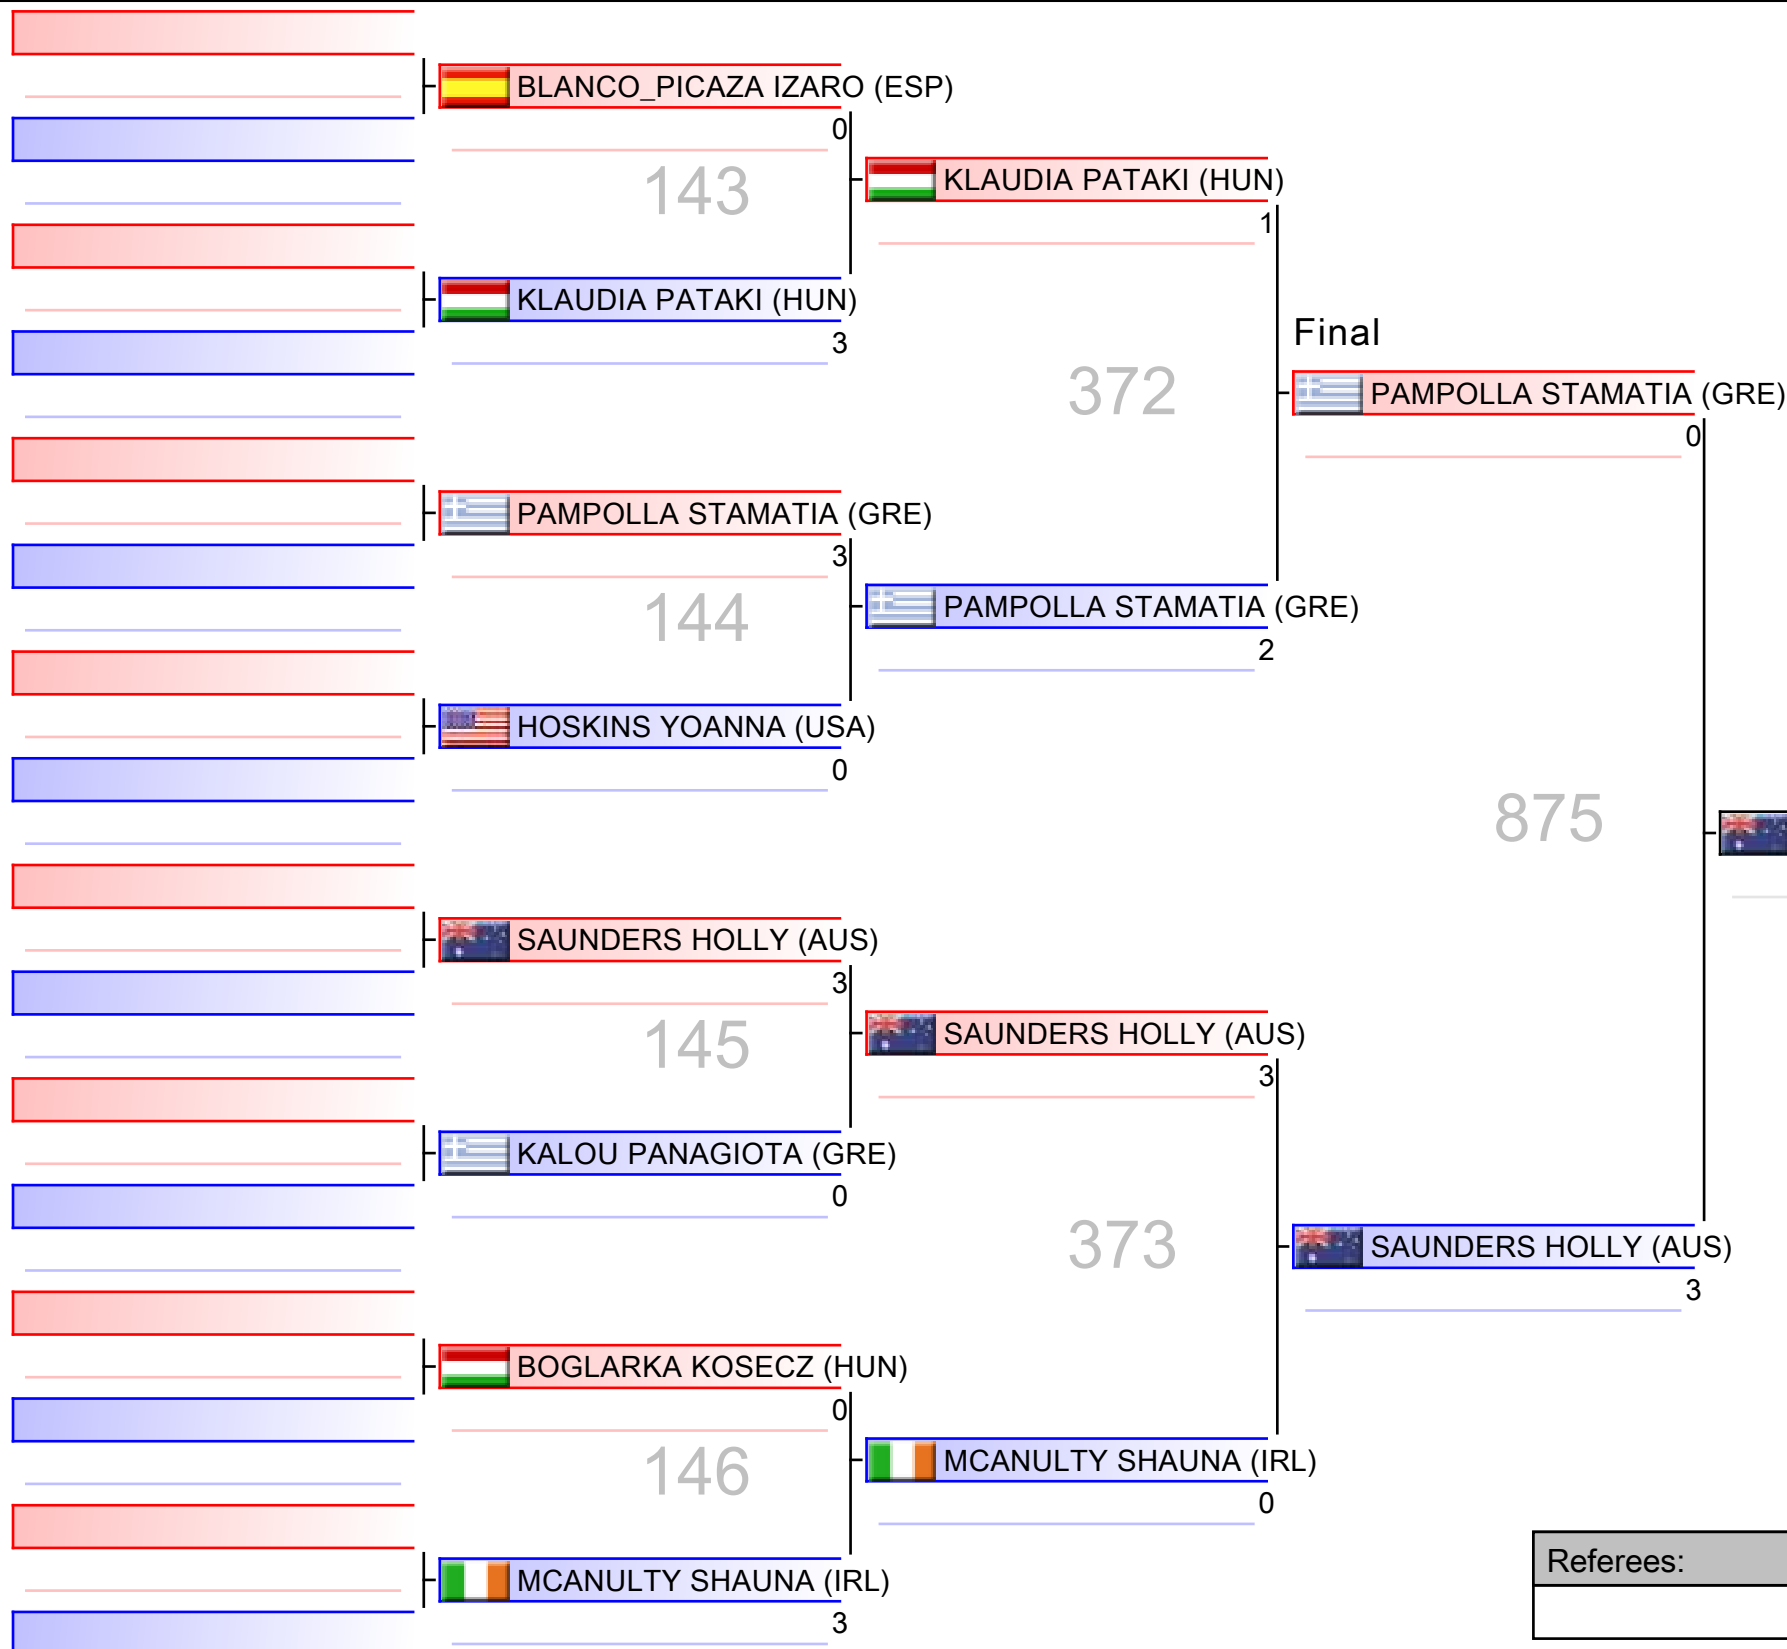 BLANCO_PICAZA IZARO (ESP)
0
143
KLAUDIA PATAKI (HUN)
1
KLAUDIA PATAKI (HUN)
3
Final
372
PAMPOLLA STAMATIA (GRE)
0
PAMPOLLA STAMATIA (GRE)
3
144
PAMPOLLA STAMATIA (GRE)
2
HOSKINS YOANNA (USA)
0
875
SAUNDERS HOLLY (AUS)
3
145
SAUNDERS HOLLY (AUS)
3
KALOU PANAGIOTA (GRE)
0
373
SAUNDERS HOLLY (AUS)
3
BOGLARKA KOSECZ (HUN)
0
146
MCANULTY SHAUNA (IRL)
0
MCANULTY SHAUNA (IRL)
3
Referees: